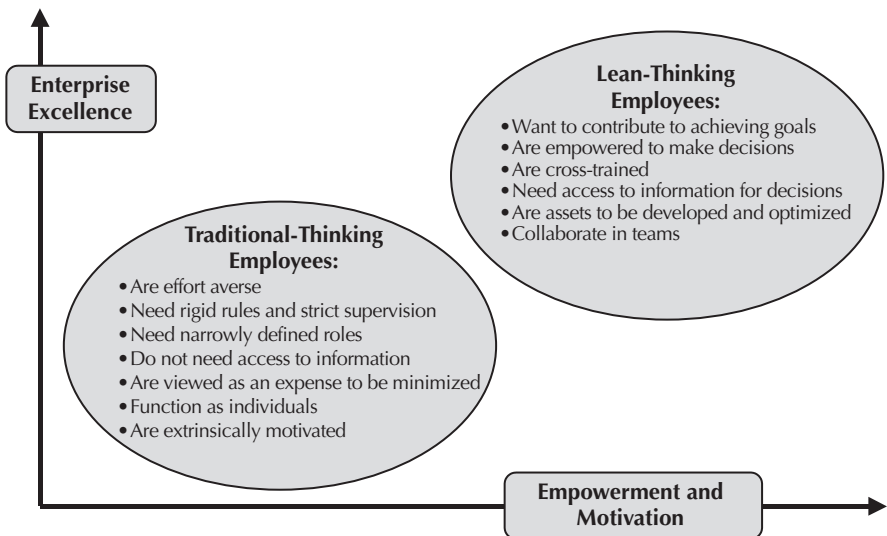 Enterprise
Excellence
Lean-Thinking
Employees:
•Want to contribute to achieving goals
•Are empowered to make decisions
•Are cross-trained
•Need access to information for decisions
•Are assets to be developed and optimized
•Collaborate in teams
Traditional-Thinking
Employees:
•Are effort averse
•Need rigid rules and strict supervision
•Need narrowly defined roles
•Do not need access to information
•Are viewed as an expense to be minimized
•Function as individuals
•Are extrinsically motivated
Empowerment and
Motivation